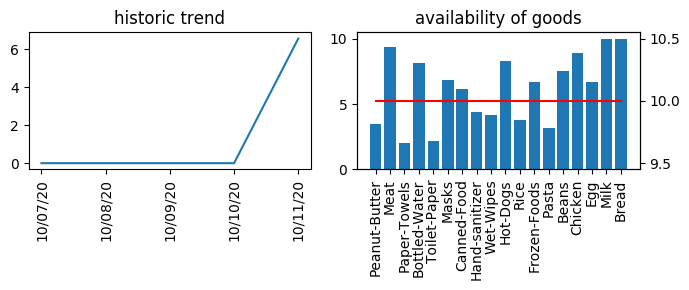 historic trend
6
4
2
0
10/07/20
10/08/20
10/09/20
10/10/20
10/11/20
availability of goods
10
5
0
10.5
10.0
9.5
Peanut-Butter
Meat
Paper-Towels
Bottled-Water
Toilet-Paper
Masks
Canned-Food
Hand-sanitizer
Wet-Wipes
Hot-Dogs
Rice
Frozen-Foods
Pasta
Beans
Chicken
Egg
Milk
Bread